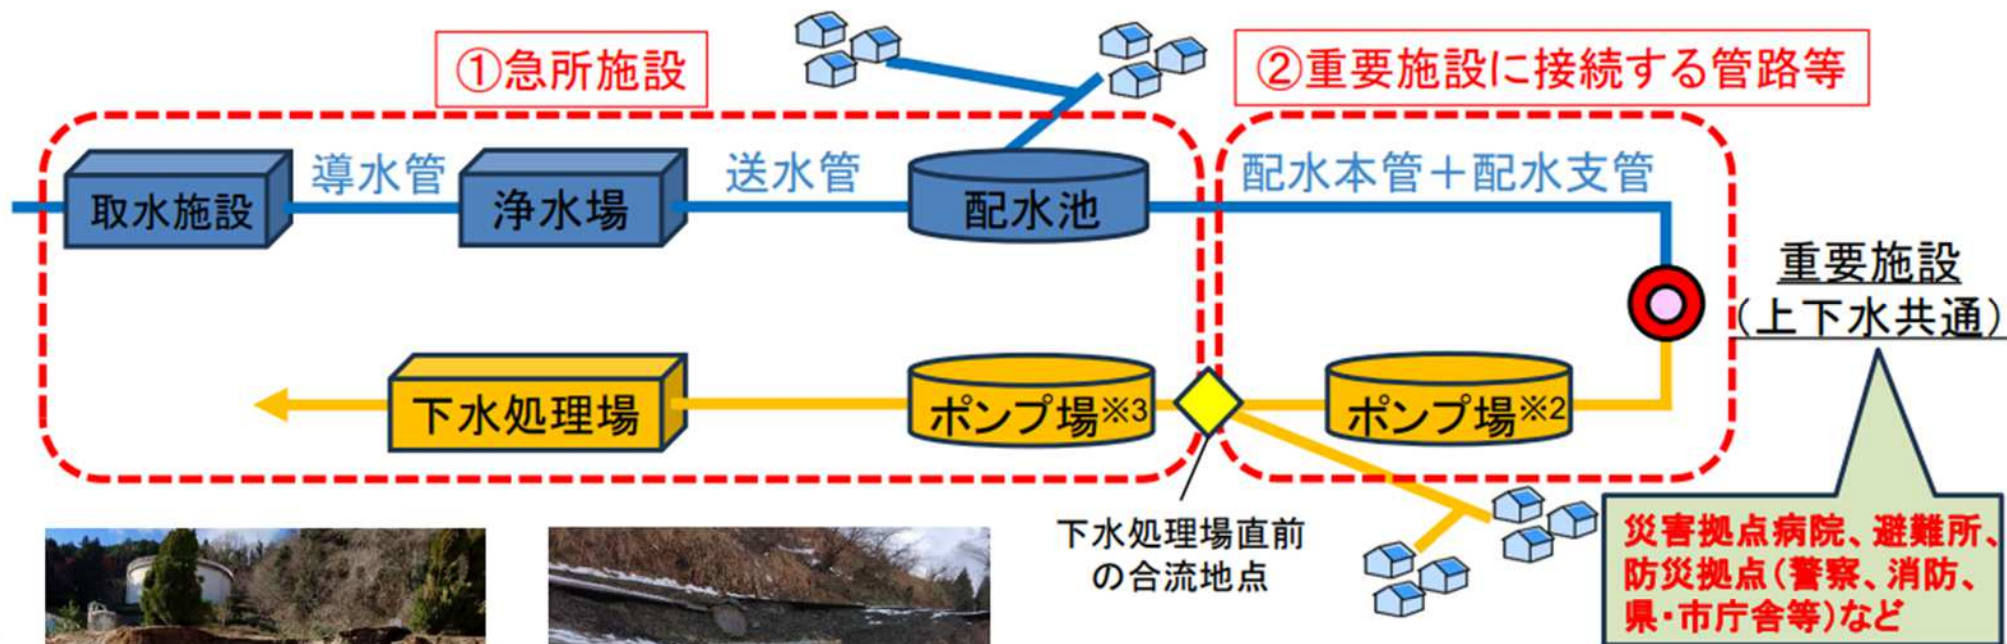 ①急所施設
②重要施設に接続する管路等
取水施設
導水管
浄水場
送水管
配水池
配水本管＋配水支管
重要施設
（上下水共通）
下水処理場
ポンプ場※3
ポンプ場※2
下水処理場直前
の合流地点
災害拠点病院、避難所、
防災拠点（警察、消防、
県・市庁舎等）など